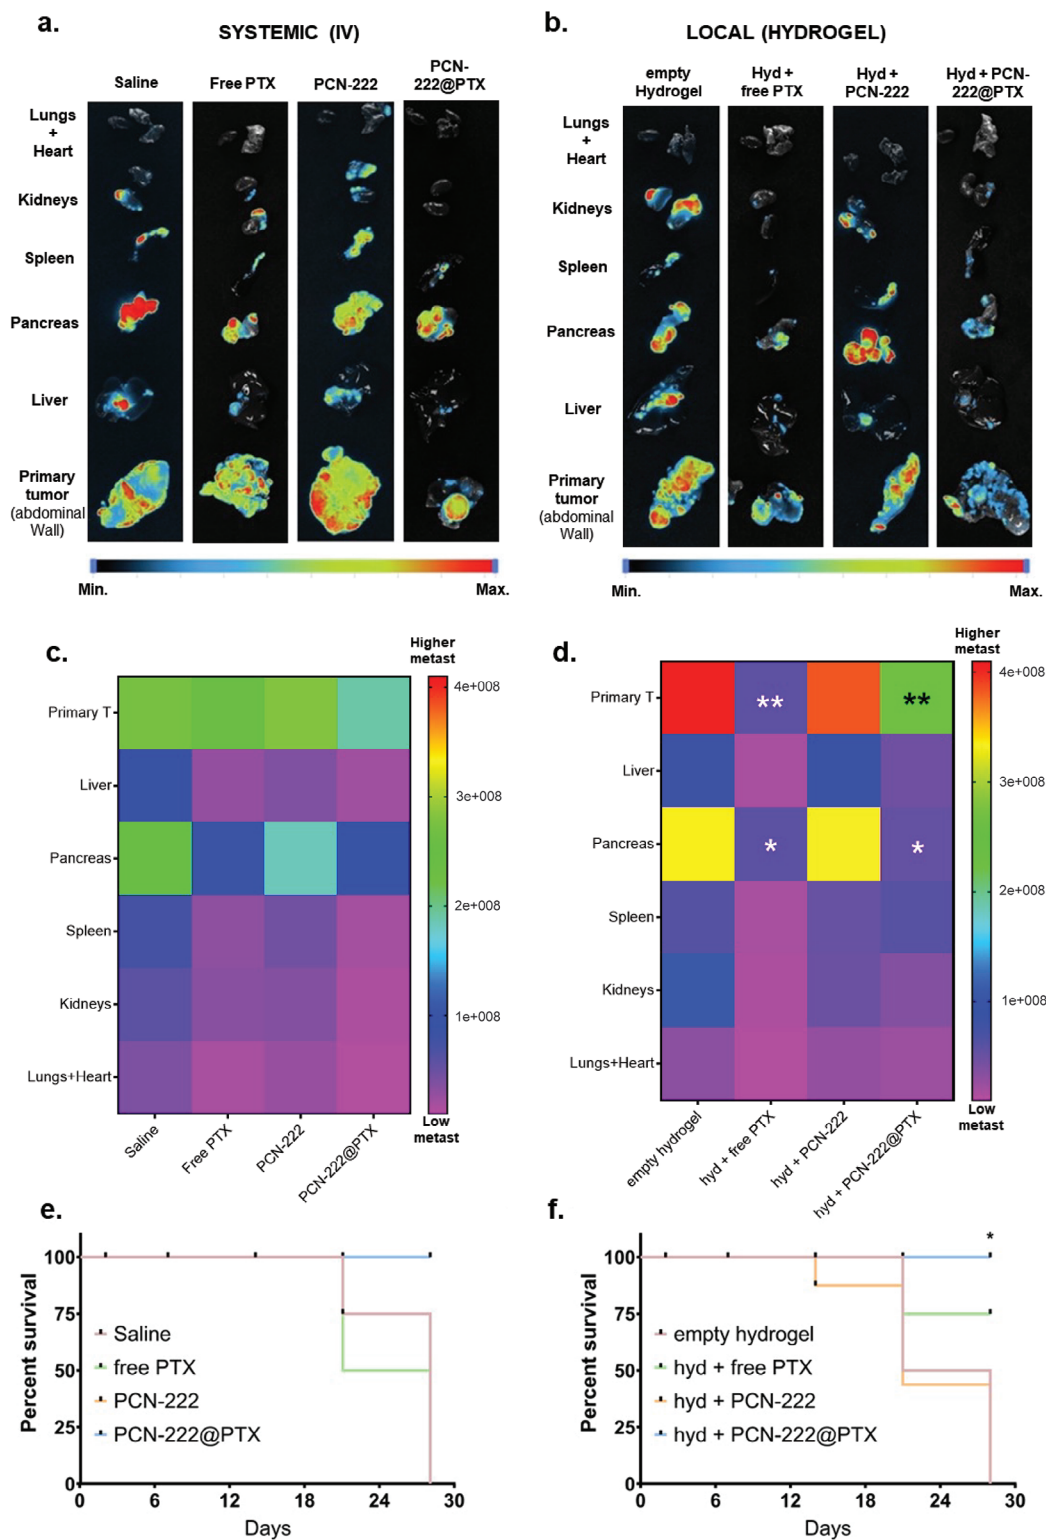 a.
SYSTEMIC (IV)
Saline
Free PTX
PCN-222
PCN-
222@PTX
Lungs
+
Heart
Kidneys
Spleen
Pancreas
Liver
Primary
tumor
(abdominal
Wall)
Min.
Max.
b.
LOCAL (HYDROGEL)
empty
Hydrogel
Hyd +
free PTX
Hyd +
PCN-222
Hyd + PCN-
222@PTX
Lungs
+
Heart
Kidneys
Spleen
Pancreas
Liver
Primary
tumor
(abdominal
Wall)
Min.
Max.
c.
Higher
metast
4e+008
3e+008
2e+008
1e+008
Low
metast
Primary T
Liver
Pancreas
Spleen
Kidneys
Lungs+Heart
Saline
Free PTX
PCN-222
PCN-222@PTX
d.
Higher
metast
4e+008
3e+008
2e+008
1e+008
Low
metast
Primary T
Liver
Pancreas
Spleen
Kidneys
Lungs+Heart
**
**
*
*
empty hydrogel
hyd + free PTX
hyd + PCN-222
hyd + PCN-222@PTX
e.
Percent survival
100
75
50
25
0
Saline
free PTX
PCN-222
PCN-222@PTX
0 6 12 18 24 30
Days
f.
*
Percent survival
100
75
50
25
0
empty hydrogel
hyd + free PTX
hyd + PCN-222
hyd + PCN-222@PTX
0 6 12 18 24 30
Days